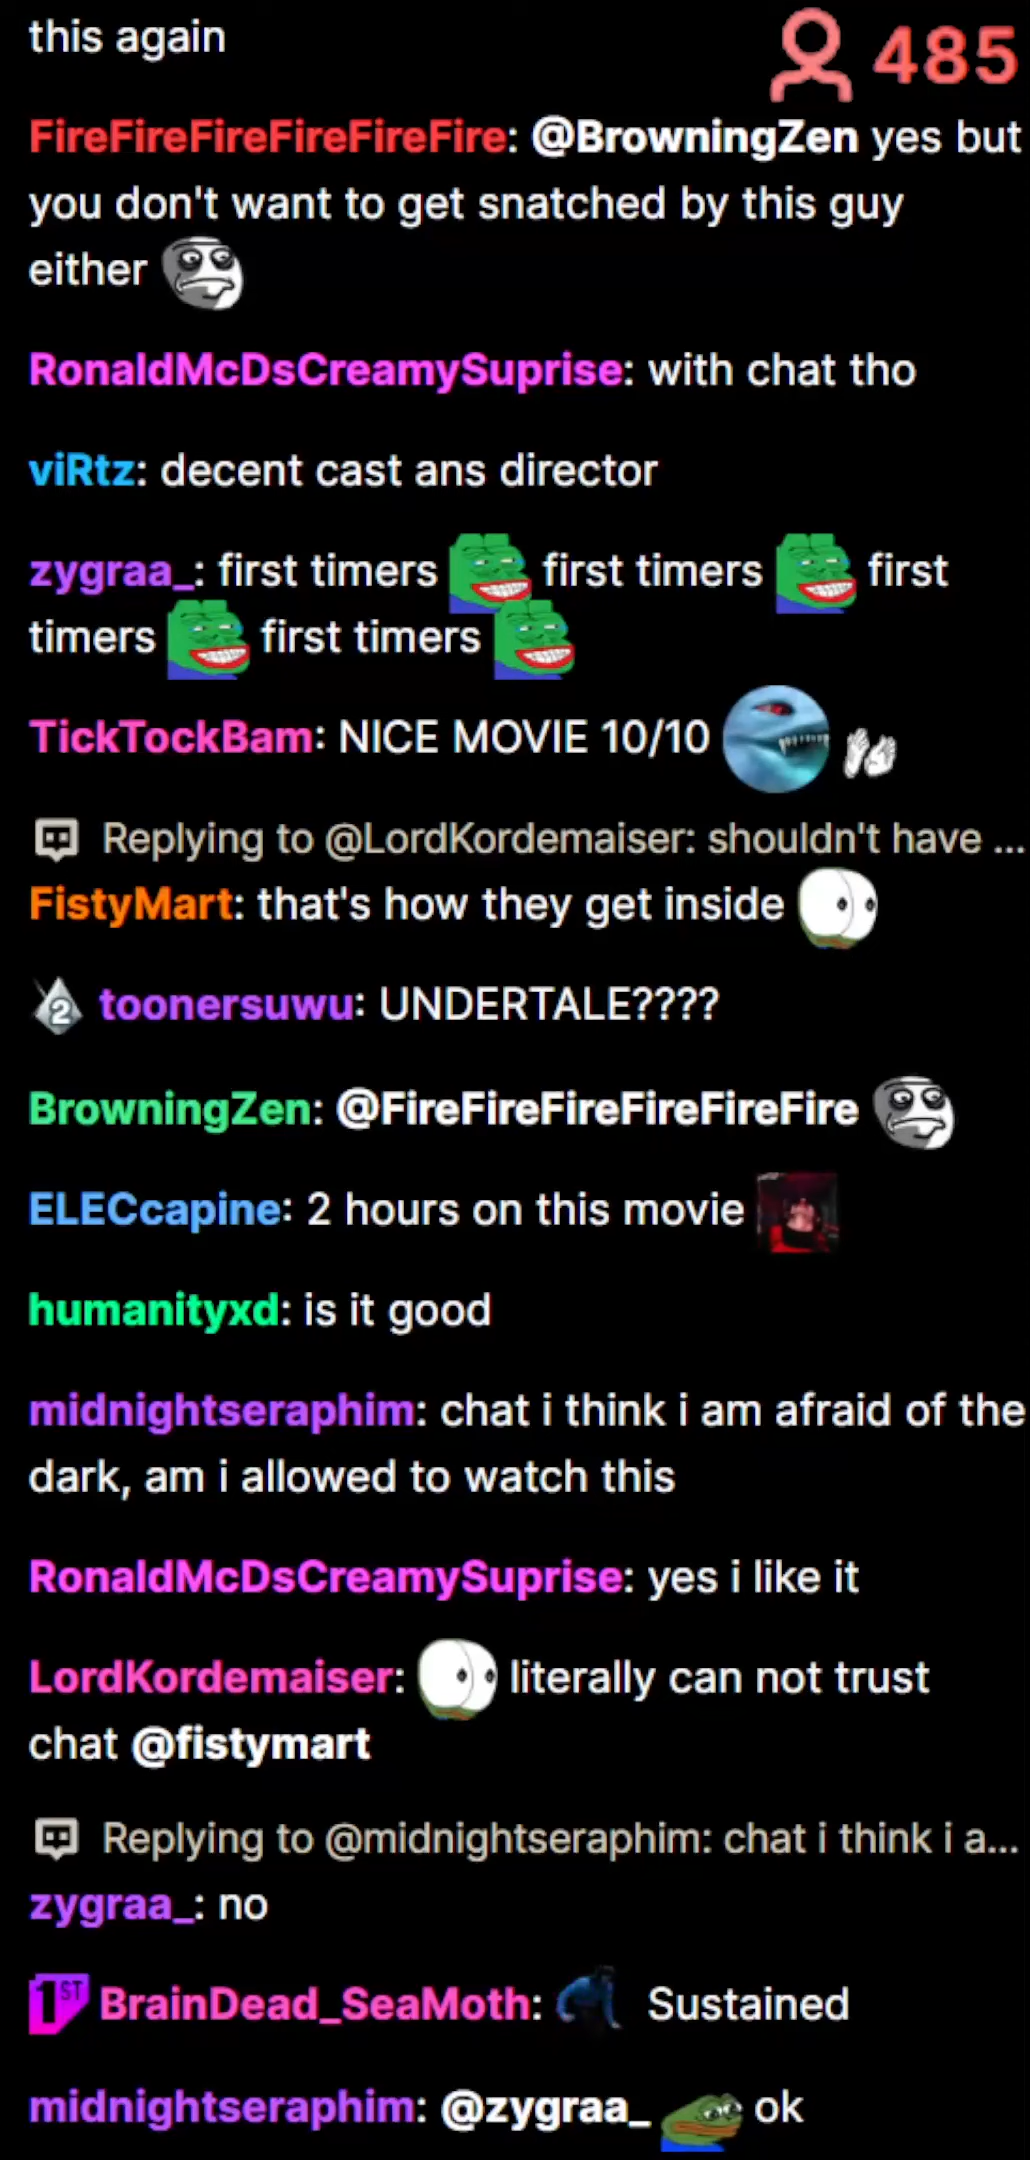 this again
485
FireFireFireFireFireFire: @BrowningZen yes but
you don't want to get snatched by this guy
either
RonaldMcDsCreamySuprise: with chat tho
viRtz: decent cast ans director
zygraa_: first timers first timers first
timers first timers
TickTockBam: NICE MOVIE 10/10
Replying to @LordKordemaiser: shouldn't have ...
FistyMart: that's how they get inside
2 toonersuwu: UNDERTALE????
BrowningZen: @FireFireFireFireFireFire
ELECcapine: 2 hours on this movie
humanityxd: is it good
midnightseraphim: chat i think i am afraid of the
dark, am i allowed to watch this
RonaldMcDsCreamySuprise: yes i like it
LordKordemaiser: literally can not trust
chat @fistymart
Replying to @midnightseraphim: chat i think i a...
zygraa_: no
1ST BrainDead_SeaMoth: Sustained
midnightseraphim: @zygraa_ ok